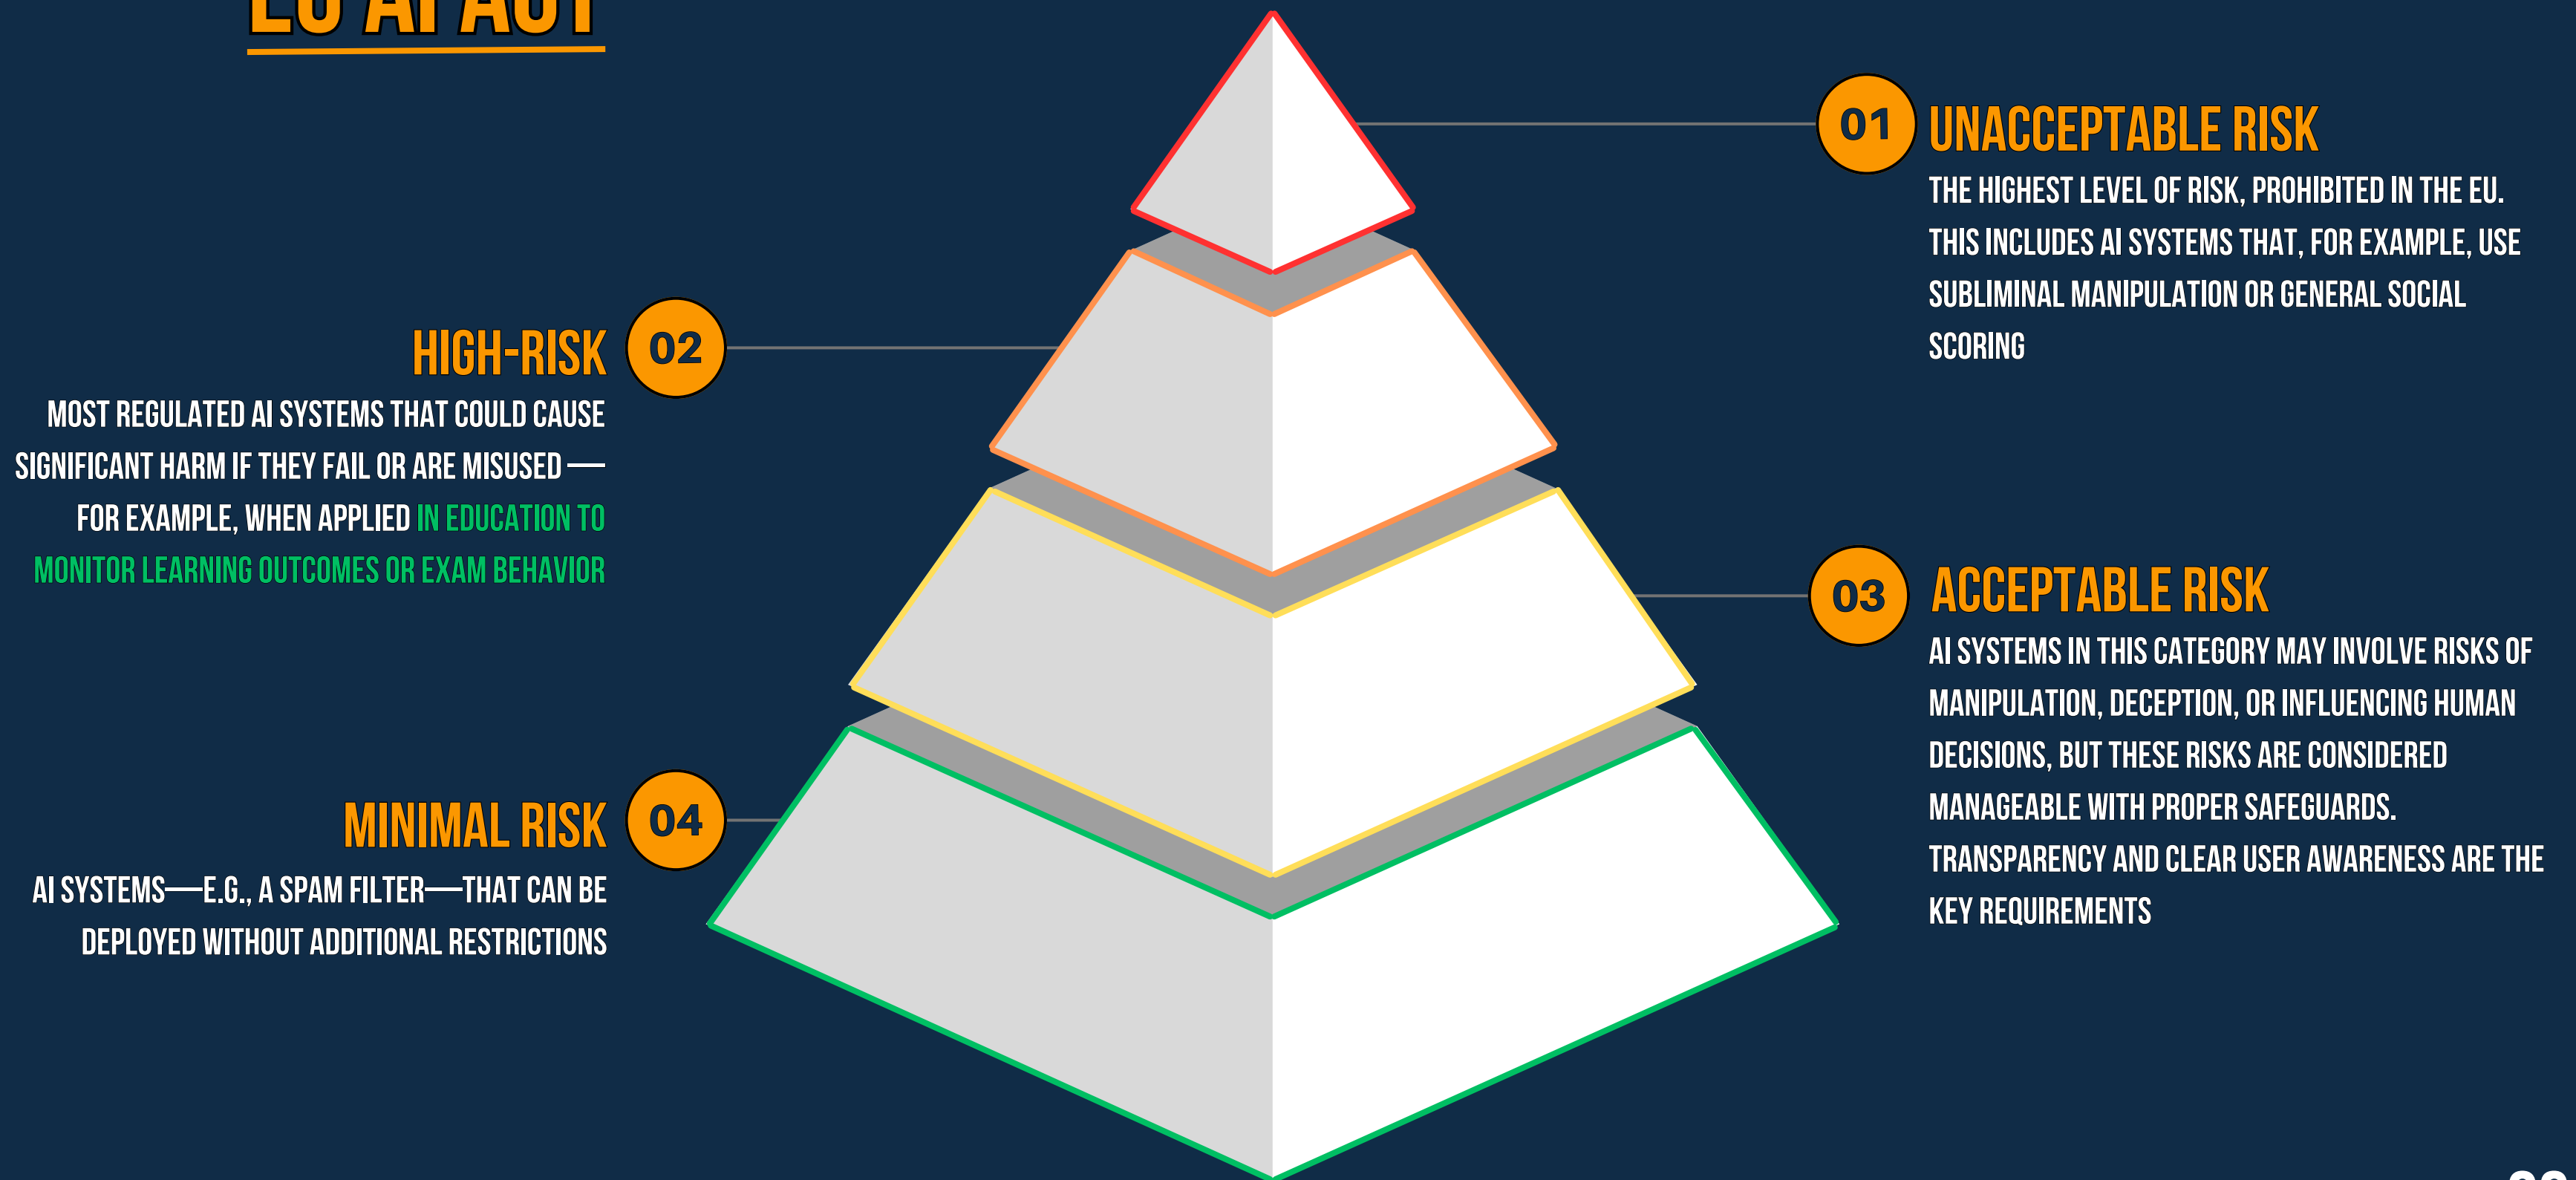 EU AI ACT
01
UNACCEPTABLE RISK
THE HIGHEST LEVEL OF RISK, PROHIBITED IN THE EU.
THIS INCLUDES AI SYSTEMS THAT, FOR EXAMPLE, USE
SUBLIMINAL MANIPULATION OR GENERAL SOCIAL
SCORING
HIGH-RISK
02
MOST REGULATED AI SYSTEMS THAT COULD CAUSE
SIGNIFICANT HARM IF THEY FAIL OR ARE MISUSED —
FOR EXAMPLE, WHEN APPLIED IN EDUCATION TO
MONITOR LEARNING OUTCOMES OR EXAM BEHAVIOR
03
ACCEPTABLE RISK
AI SYSTEMS IN THIS CATEGORY MAY INVOLVE RISKS OF
MANIPULATION, DECEPTION, OR INFLUENCING HUMAN
DECISIONS, BUT THESE RISKS ARE CONSIDERED
MANAGEABLE WITH PROPER SAFEGUARDS.
TRANSPARENCY AND CLEAR USER AWARENESS ARE THE
KEY REQUIREMENTS
MINIMAL RISK
04
AI SYSTEMS—E.G., A SPAM FILTER—THAT CAN BE
DEPLOYED WITHOUT ADDITIONAL RESTRICTIONS